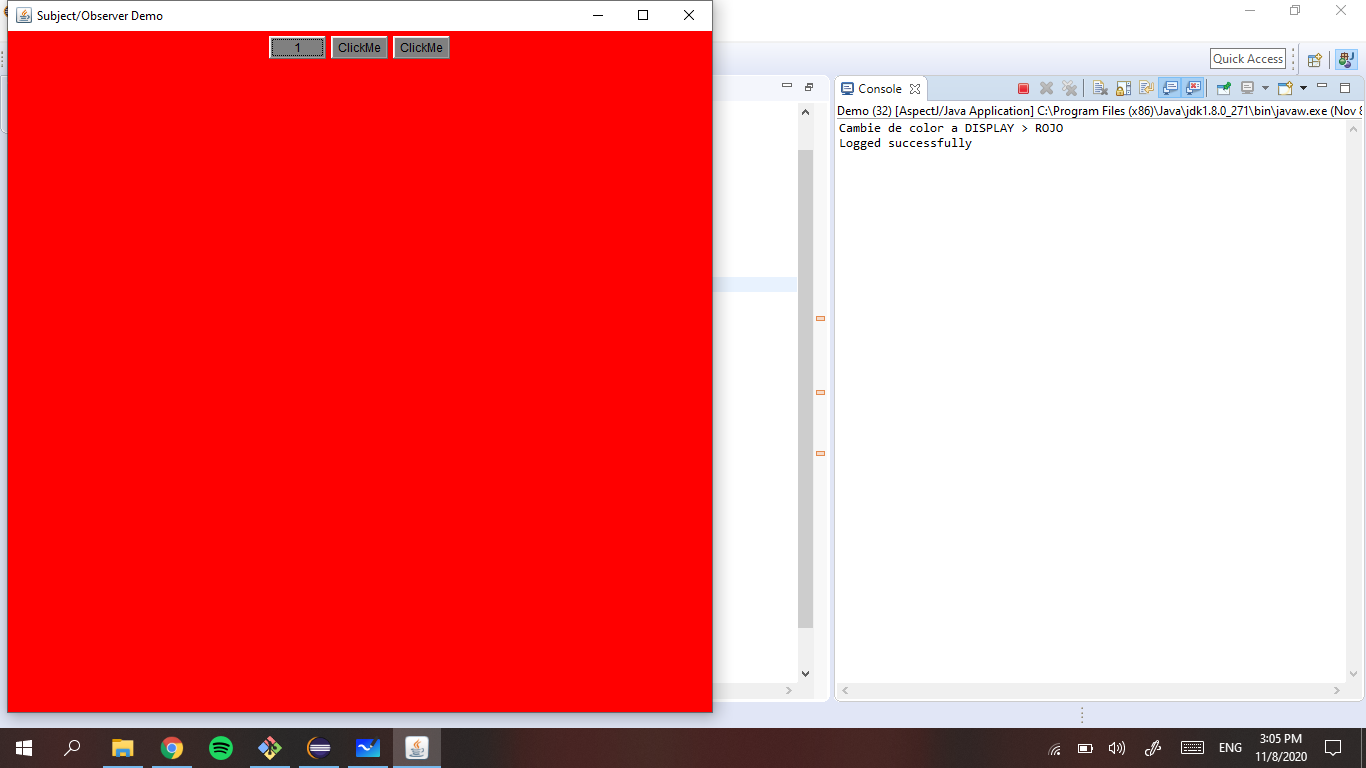 Subject/Observer Demo
1 ClickMe ClickMe
Quick Access
Console
Demo (32) [AspectJ/Java Application] C:\Program Files (x86)\Java\jdk1.8.0_271\bin\javaw.exe (Nov 8
Cambie de color a DISPLAY > ROJO
Logged successfully
ENG
3:05 PM
11/8/2020